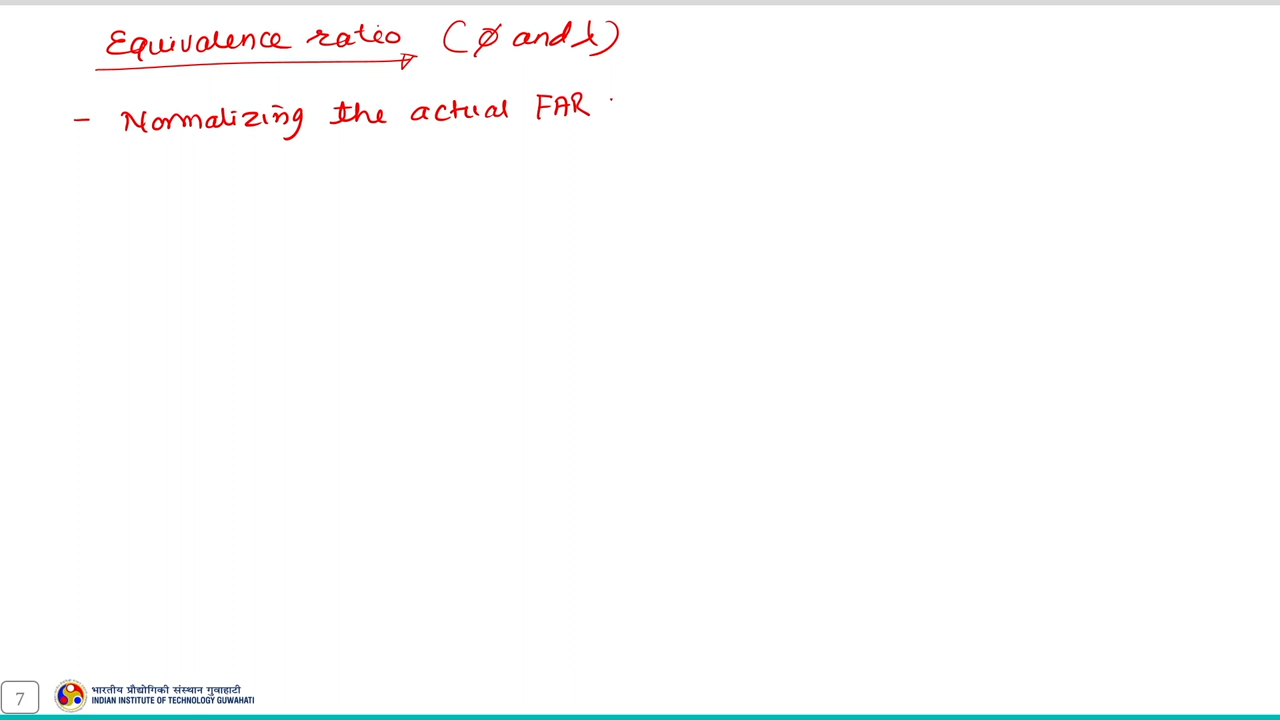 Equivalence ratio (φ and λ)
- Normalizing the actual FAR
7
भारतीय प्रौद्योगिकी संस्थान गुवाहाटी
INDIAN INSTITUTE OF TECHNOLOGY GUWAHATI